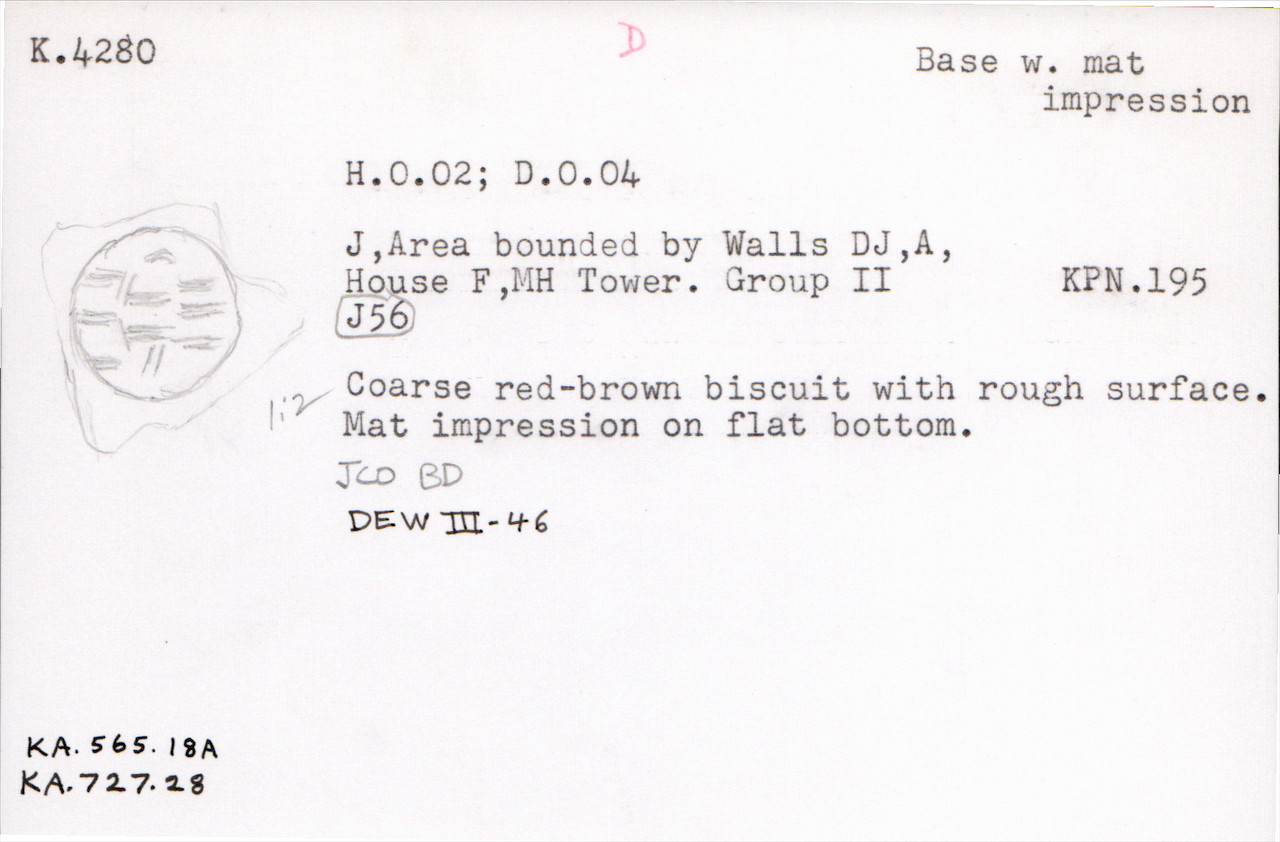 K.4280
D
Base w. mat
impression
H.0.02; D.0.04
J,Area bounded by Walls DJ,A,
House F,MH Tower. Group II KPN.195
J56
Coarse red-brown biscuit with rough surface.
1:2
Mat impression on flat bottom.
JCO BD
DEW III-46
KA. 565. 18A
KA.727.28